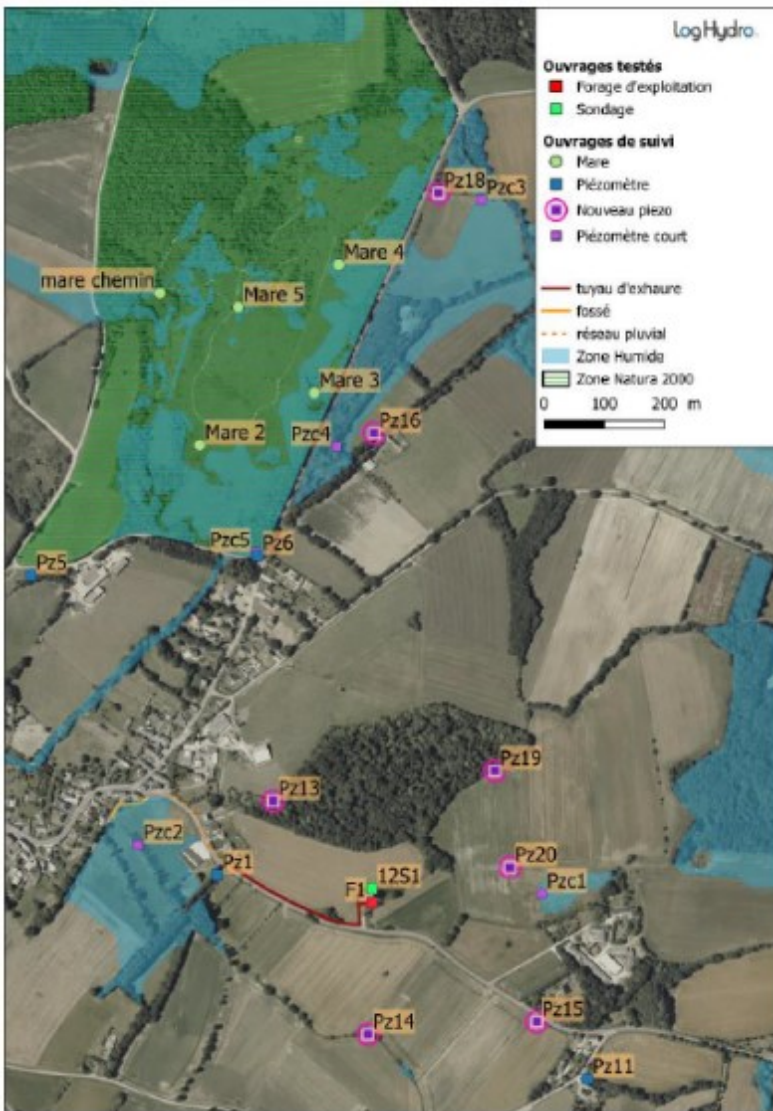 LogHydro
Ouvrages testés
Forage d'exploitation
Sondage
Ouvrages de suivi
Mare
Piézomètre
Nouveau piezo
Piézomètre court
tuyau d'exhaure
fossé
réseau pluvial
Zone Humide
Zone Natura 2000
0 100 200 m
Pz18
Pzc3
Mare 4
mare chemin
Mare 5
Mare 3
Pz16
Mare 2
Pzc4
Pzc5
Pz6
Pz5
Pz19
Pz13
Pzc2
Pz1
Pz20
12S1
F1
Pzc1
Pz14
Pz15
Pz11